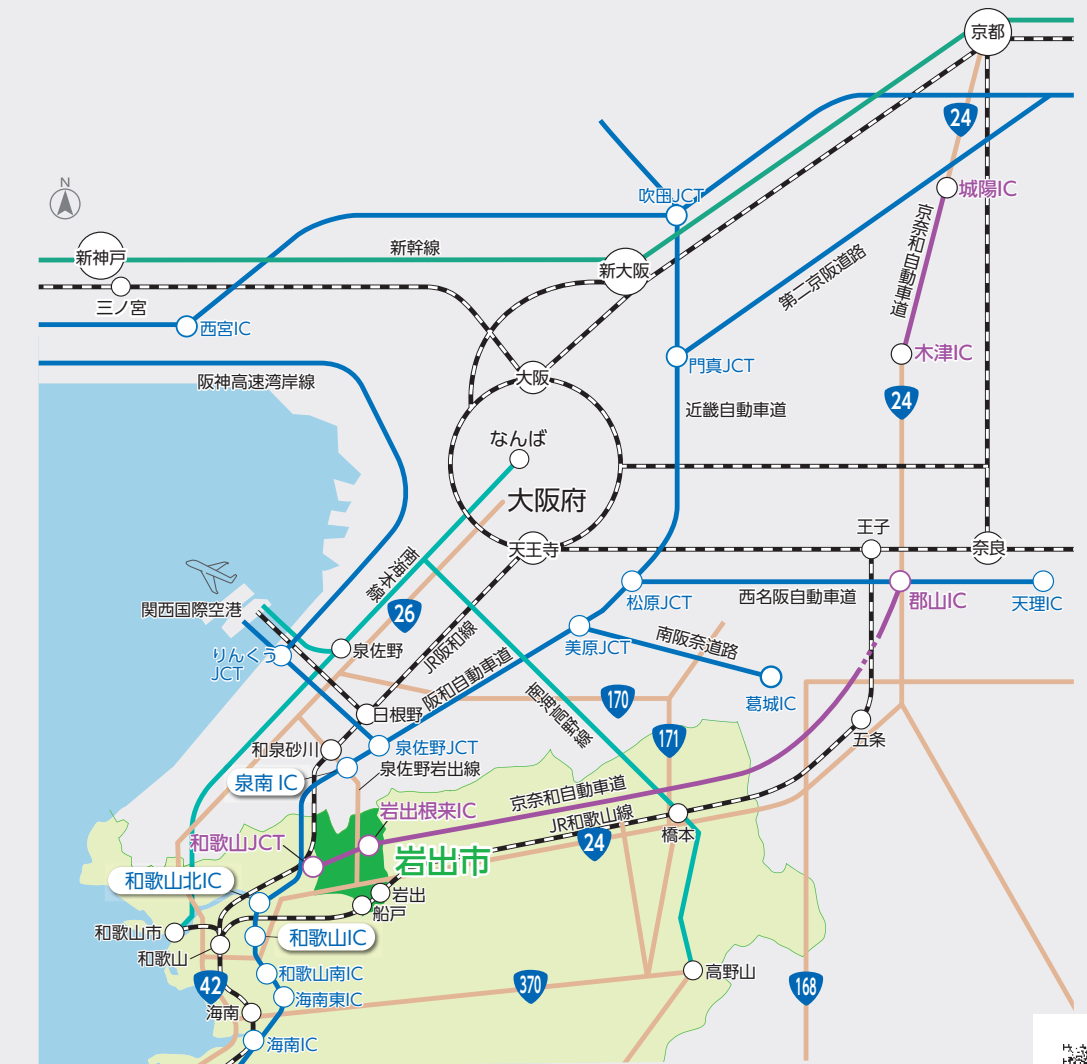 京都
24
N
吹田JCT
城陽IC
京奈和自動車道
新幹線
新神戸
新大阪
第二京阪道路
三ノ宮
西宮IC
木津IC
門真JCT
阪神高速湾岸線
大阪
24
近畿自動車道
なんば
大阪府
王子
天王寺
奈良
南海本線
松原JCT
西名阪自動車道
郡山IC
天理IC
関西国際空港
26
泉佐野
JR阪和線
美原JCT
南阪奈道路
りんくう
JCT
阪和自動車道
葛城IC
170
南海高野線
日根野
171
和泉砂川
泉佐野JCT
五条
泉南 IC
泉佐野岩出線
京奈和自動車道
岩出根来IC
JR和歌山線
和歌山JCT
24
橋本
岩出市
和歌山北IC
岩出
船戸
和歌山市
和歌山IC
和歌山
和歌山南IC
高野山
42
370
168
海南東IC
海南
海南IC